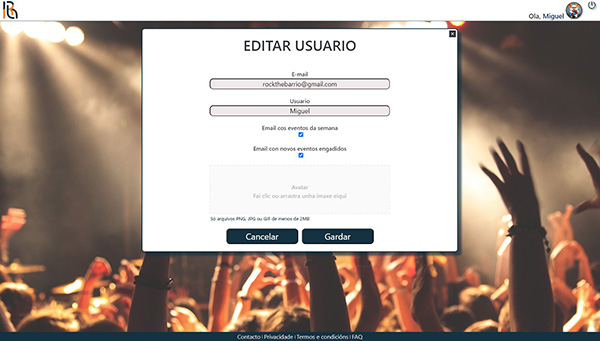 Ola, Miguel
EDITAR USUARIO
E-mail
rockthebarrio@gmail.com
Usuario
Miguel
Email cos eventos da semana
Email con novos eventos engadidos
Avatar
Fai clic ou arrastra unha imaxe eiquí
Só arquivos PNG, JPG ou GIF de menos de 2MB
Cancelar
Gardar
Contacto | Privacidade | Termos e condicións | FAQ